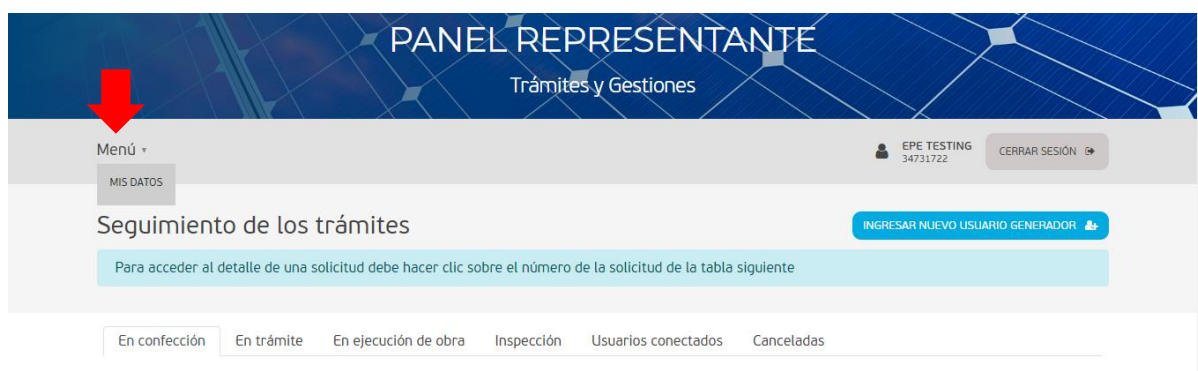 PANEL REPRESENTANTE
Trámites y Gestiones
Menú
EPE TESTING
34731722
CERRAR SESIÓN
MIS DATOS
Seguimiento de los trámites
INGRESAR NUEVO USUARIO GENERADOR
Para acceder al detalle de una solicitud debe hacer clic sobre el número de la solicitud de la tabla siguiente
En confección En trámite En ejecución de obra Inspección Usuarios conectados Canceladas